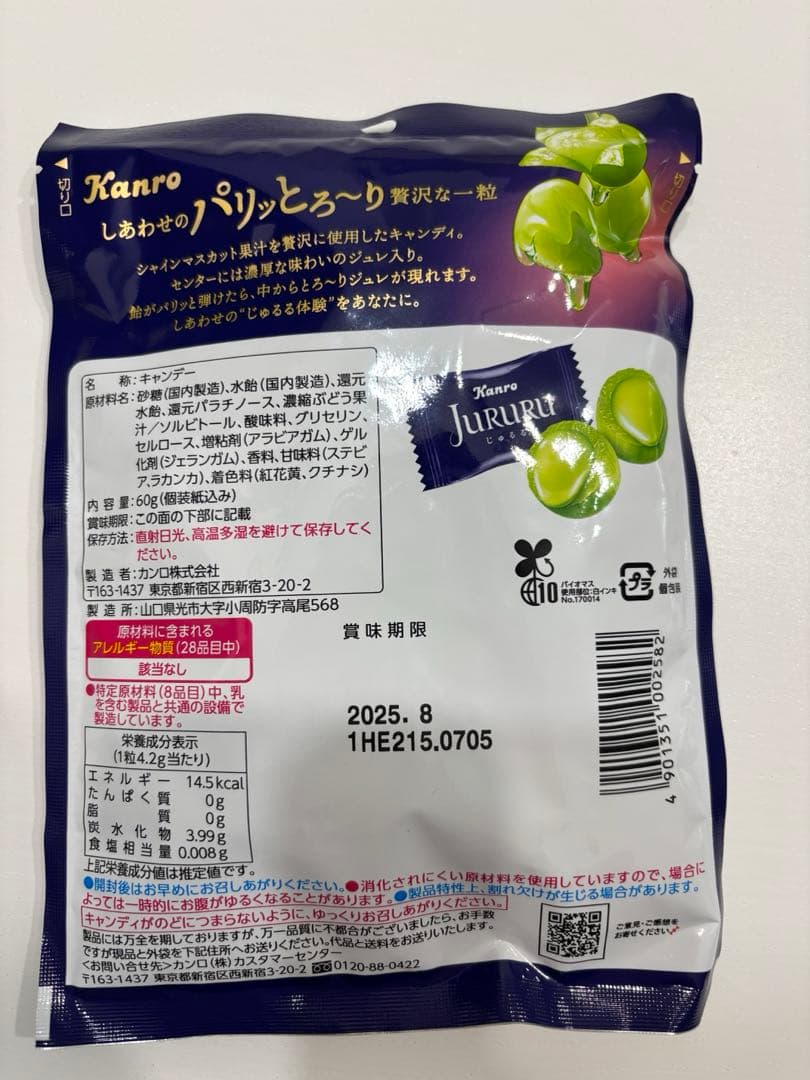 切り口
Kanro
しあわせのパリッとろ〜り贅沢な一粒
シャインマスカット果汁を贅沢に使用したキャンディ。
センターには濃厚な味わいのジュレ入り。
飴がパリッと弾けたら、中からとろ〜りジュレが現れます。
しあわせの“じゅるる体験”をあなたに。
切り口
Kanro
JURURU
じゅるる
名 称:キャンデー
原材料名:砂糖(国内製造)、水飴(国内製造)、還元
水飴、還元パラチノース、濃縮ぶどう果
汁/ソルビトール、酸味料、グリセリン、
セルロース、増粘剤(アラビアガム)、ゲル
化剤(ジェランガム)、香料、甘味料(ステビ
ア、ラカンカ)、着色料(紅花黄、クチナシ)
内 容 量:60g(個装紙込み)
賞味期限:この面の下部に記載
保存方法:直射日光、高温多湿を避けて保存してく
ださい。
製 造 者:カンロ株式会社
〒163-1437 東京都新宿区西新宿3-20-2
製 造 所:山口県光市大字小周防字高尾568
10
バイオマス
使用部位:白インキ
No.170014
プラ
外袋
個包装
原材料に含まれる
アレルギー物質(28品目中)
該当なし
●特定原材料(8品目)中、乳
を含む製品と共通の設備で
製造しています。
賞味期限
2025. 8
1HE215.0705
4 901351 002582
栄養成分表示
(1粒4.2g当たり)
エネルギー 14.5kcal
たんぱく質 0g
脂質 0g
炭水化物 3.99g
食塩相当量 0.008g
上記栄養成分値は推定値です。
●開封後はお早めにお召しあがりください。●消化されにくい原材料を使用していますので、場合に
よっては一時的にお腹がゆるくなることがあります。●製品特性上、割れ欠けが生じる場合があります。
キャンディがのどにつまらないように、ゆっくりお召しあがりください。
製品には万全を期しておりますが、万一品質に不都合がございましたら、お手数
ですが現品と外袋を下記住所へお送りください。代品と送料をお送りいたします。
<お問い合せ先>カンロ(株)カスタマーセンター
〒163-1437 東京都新宿区西新宿3-20-2 0120-88-0422
ご意見・ご感想を
お寄せください